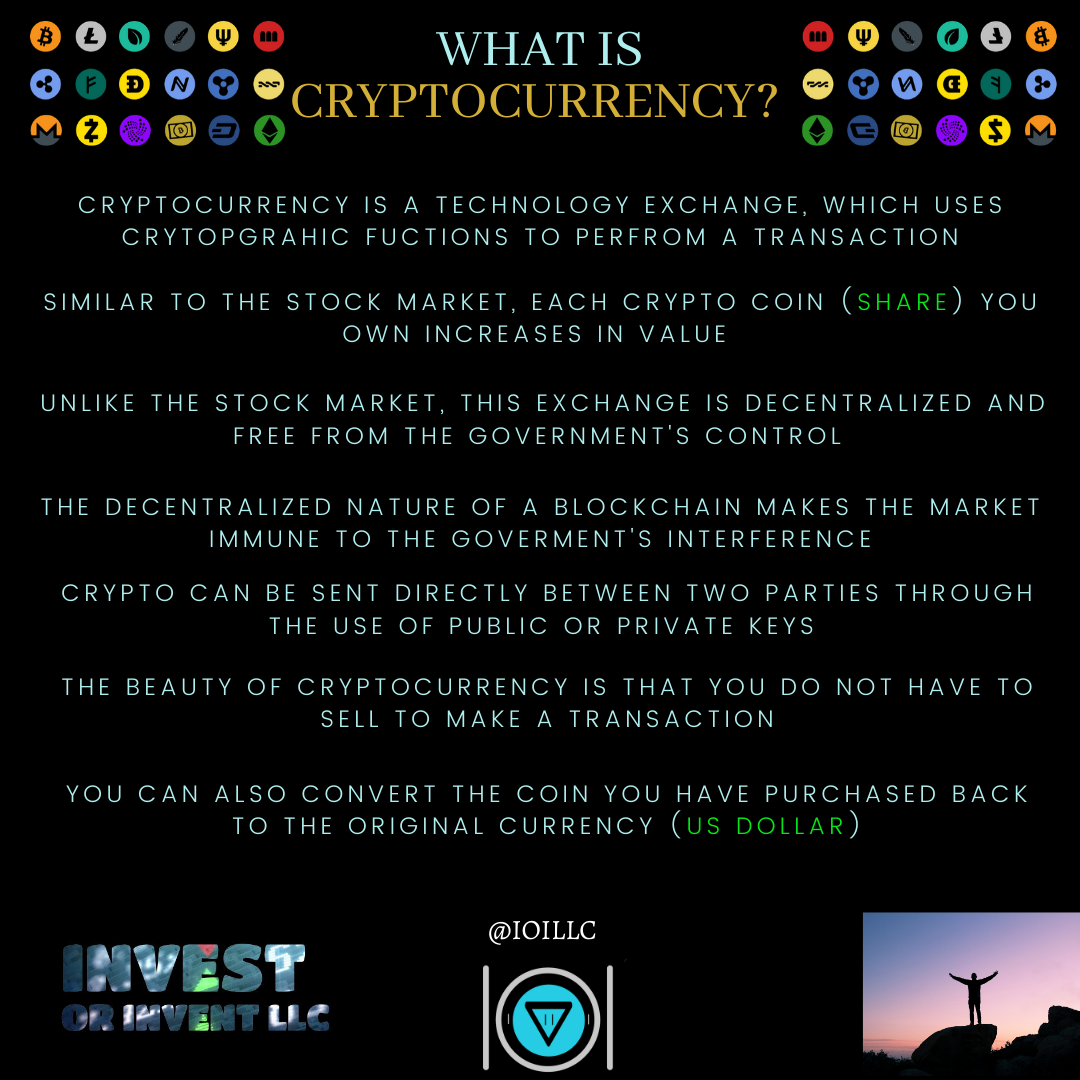 WHAT IS
CRYPTOCURRENCY?
CRYPTOCURRENCY IS A TECHNOLOGY EXCHANGE, WHICH USES
CRYTOPGRAHIC FUCTIONS TO PERFROM A TRANSACTION
SIMILAR TO THE STOCK MARKET, EACH CRYPTO COIN (SHARE) YOU
OWN INCREASES IN VALUE
UNLIKE THE STOCK MARKET, THIS EXCHANGE IS DECENTRALIZED AND
FREE FROM THE GOVERNMENT'S CONTROL
THE DECENTRALIZED NATURE OF A BLOCKCHAIN MAKES THE MARKET
IMMUNE TO THE GOVERMENT'S INTERFERENCE
CRYPTO CAN BE SENT DIRECTLY BETWEEN TWO PARTIES THROUGH
THE USE OF PUBLIC OR PRIVATE KEYS
THE BEAUTY OF CRYPTOCURRENCY IS THAT YOU DO NOT HAVE TO
SELL TO MAKE A TRANSACTION
YOU CAN ALSO CONVERT THE COIN YOU HAVE PURCHASED BACK
TO THE ORIGINAL CURRENCY (US DOLLAR)
@IOILLC
INVEST
OR INVENT LLC